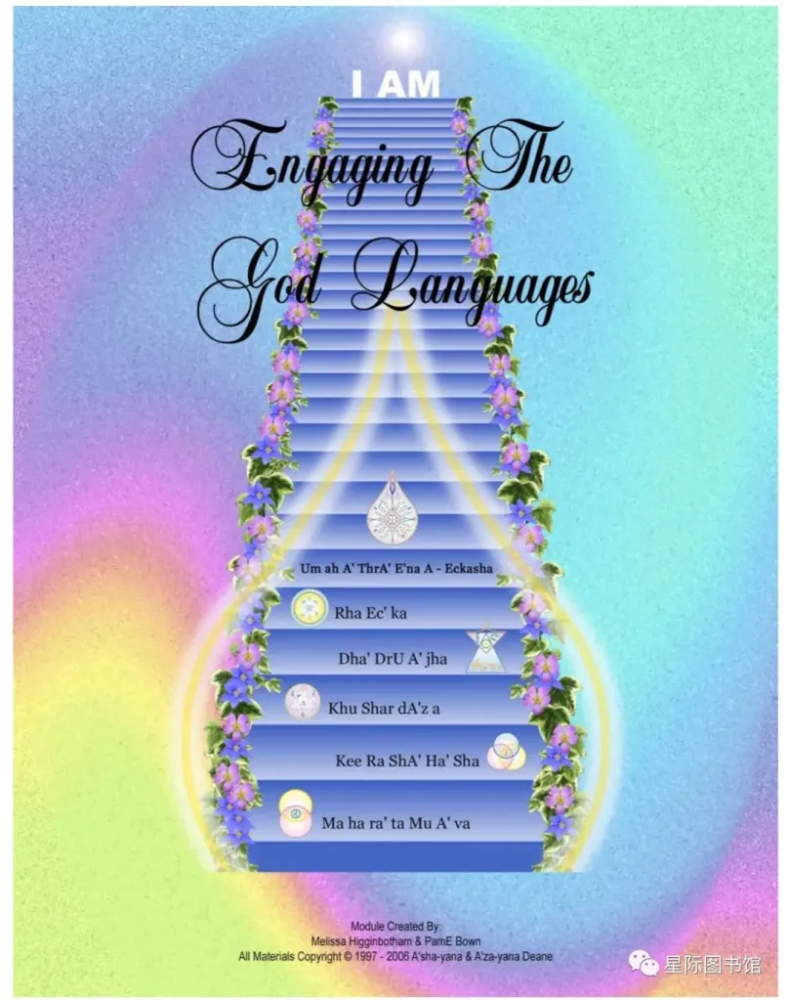 I AM
Engaging The
God Languages
Um ah A' ThrA' E'na A - Eckasha
Rha Ec' ka
Dha' DrU A' jha
Khu Shar dA'z a
Kee Ra ShA' Ha' Sha
Ma ha ra' ta Mu A' va
Module Created By:
Melissa Higginbotham & PamE Bown
All Materials Copyright © 1997 - 2006 A'sha-yana & A'za-yana Deane
星际图书馆